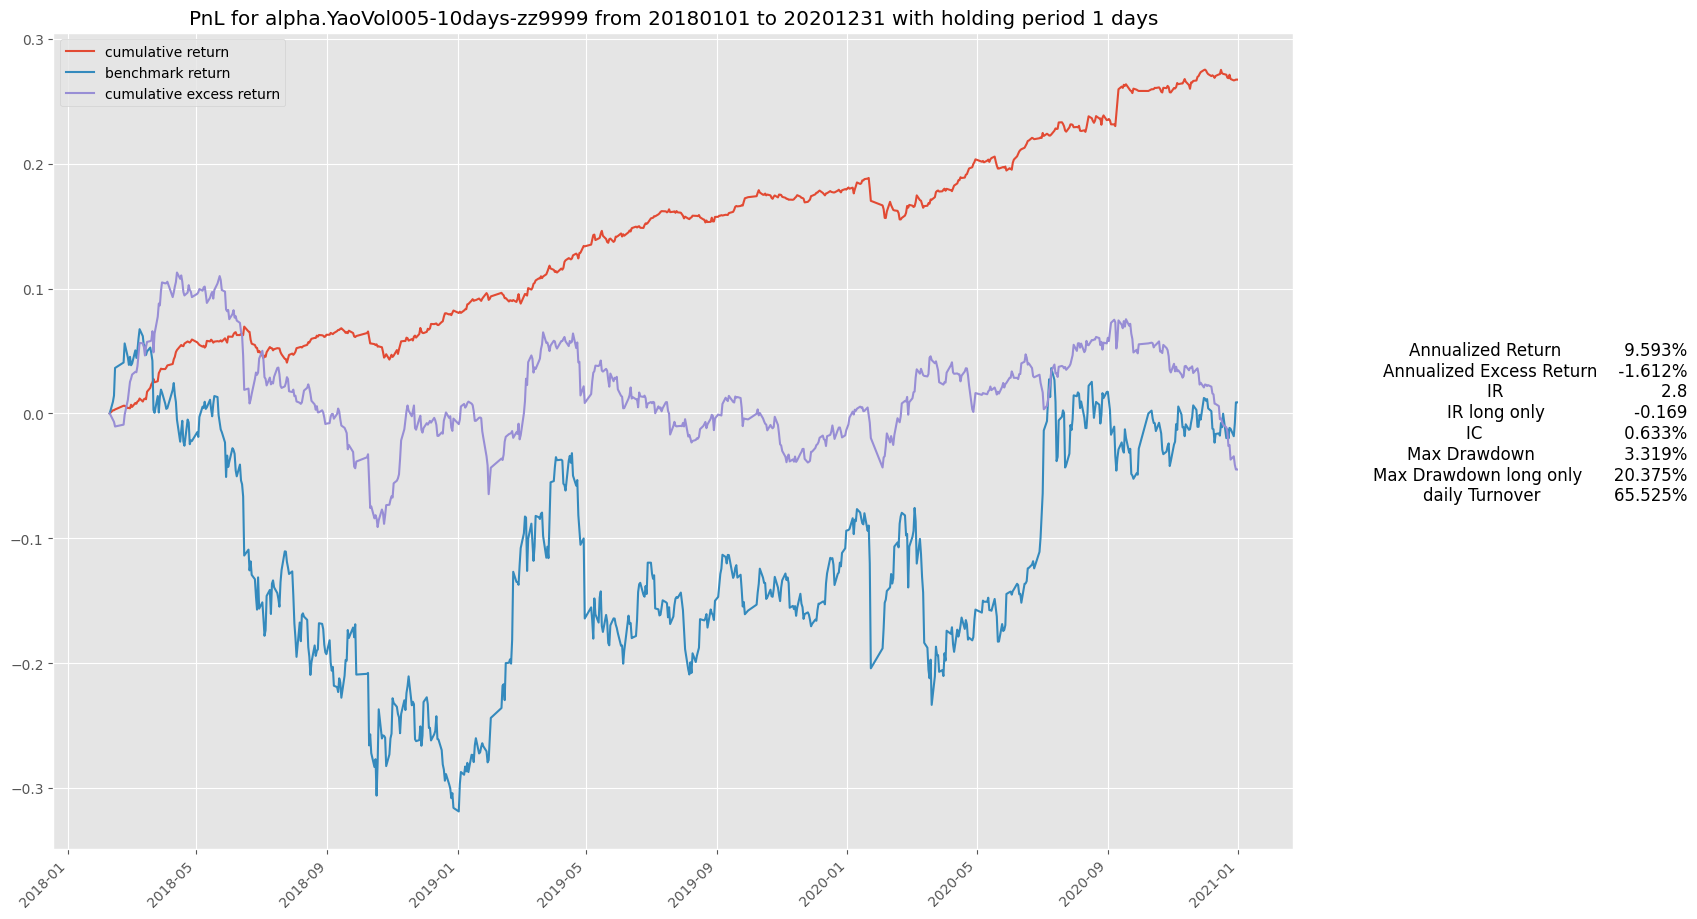 PnL for alpha.YaoVol005-10days-zz9999 from 20180101 to 20201231 with holding period 1 days
cumulative return
benchmark return
cumulative excess return
0.3
0.2
0.1
0.0
−0.1
−0.2
−0.3
2018-01
2018-05
2018-09
2019-01
2019-05
2019-09
2020-01
2020-05
2020-09
2021-01
Annualized Return 9.593%
Annualized Excess Return -1.612%
IR 2.8
IR long only -0.169
IC 0.633%
Max Drawdown 3.319%
Max Drawdown long only 20.375%
daily Turnover 65.525%